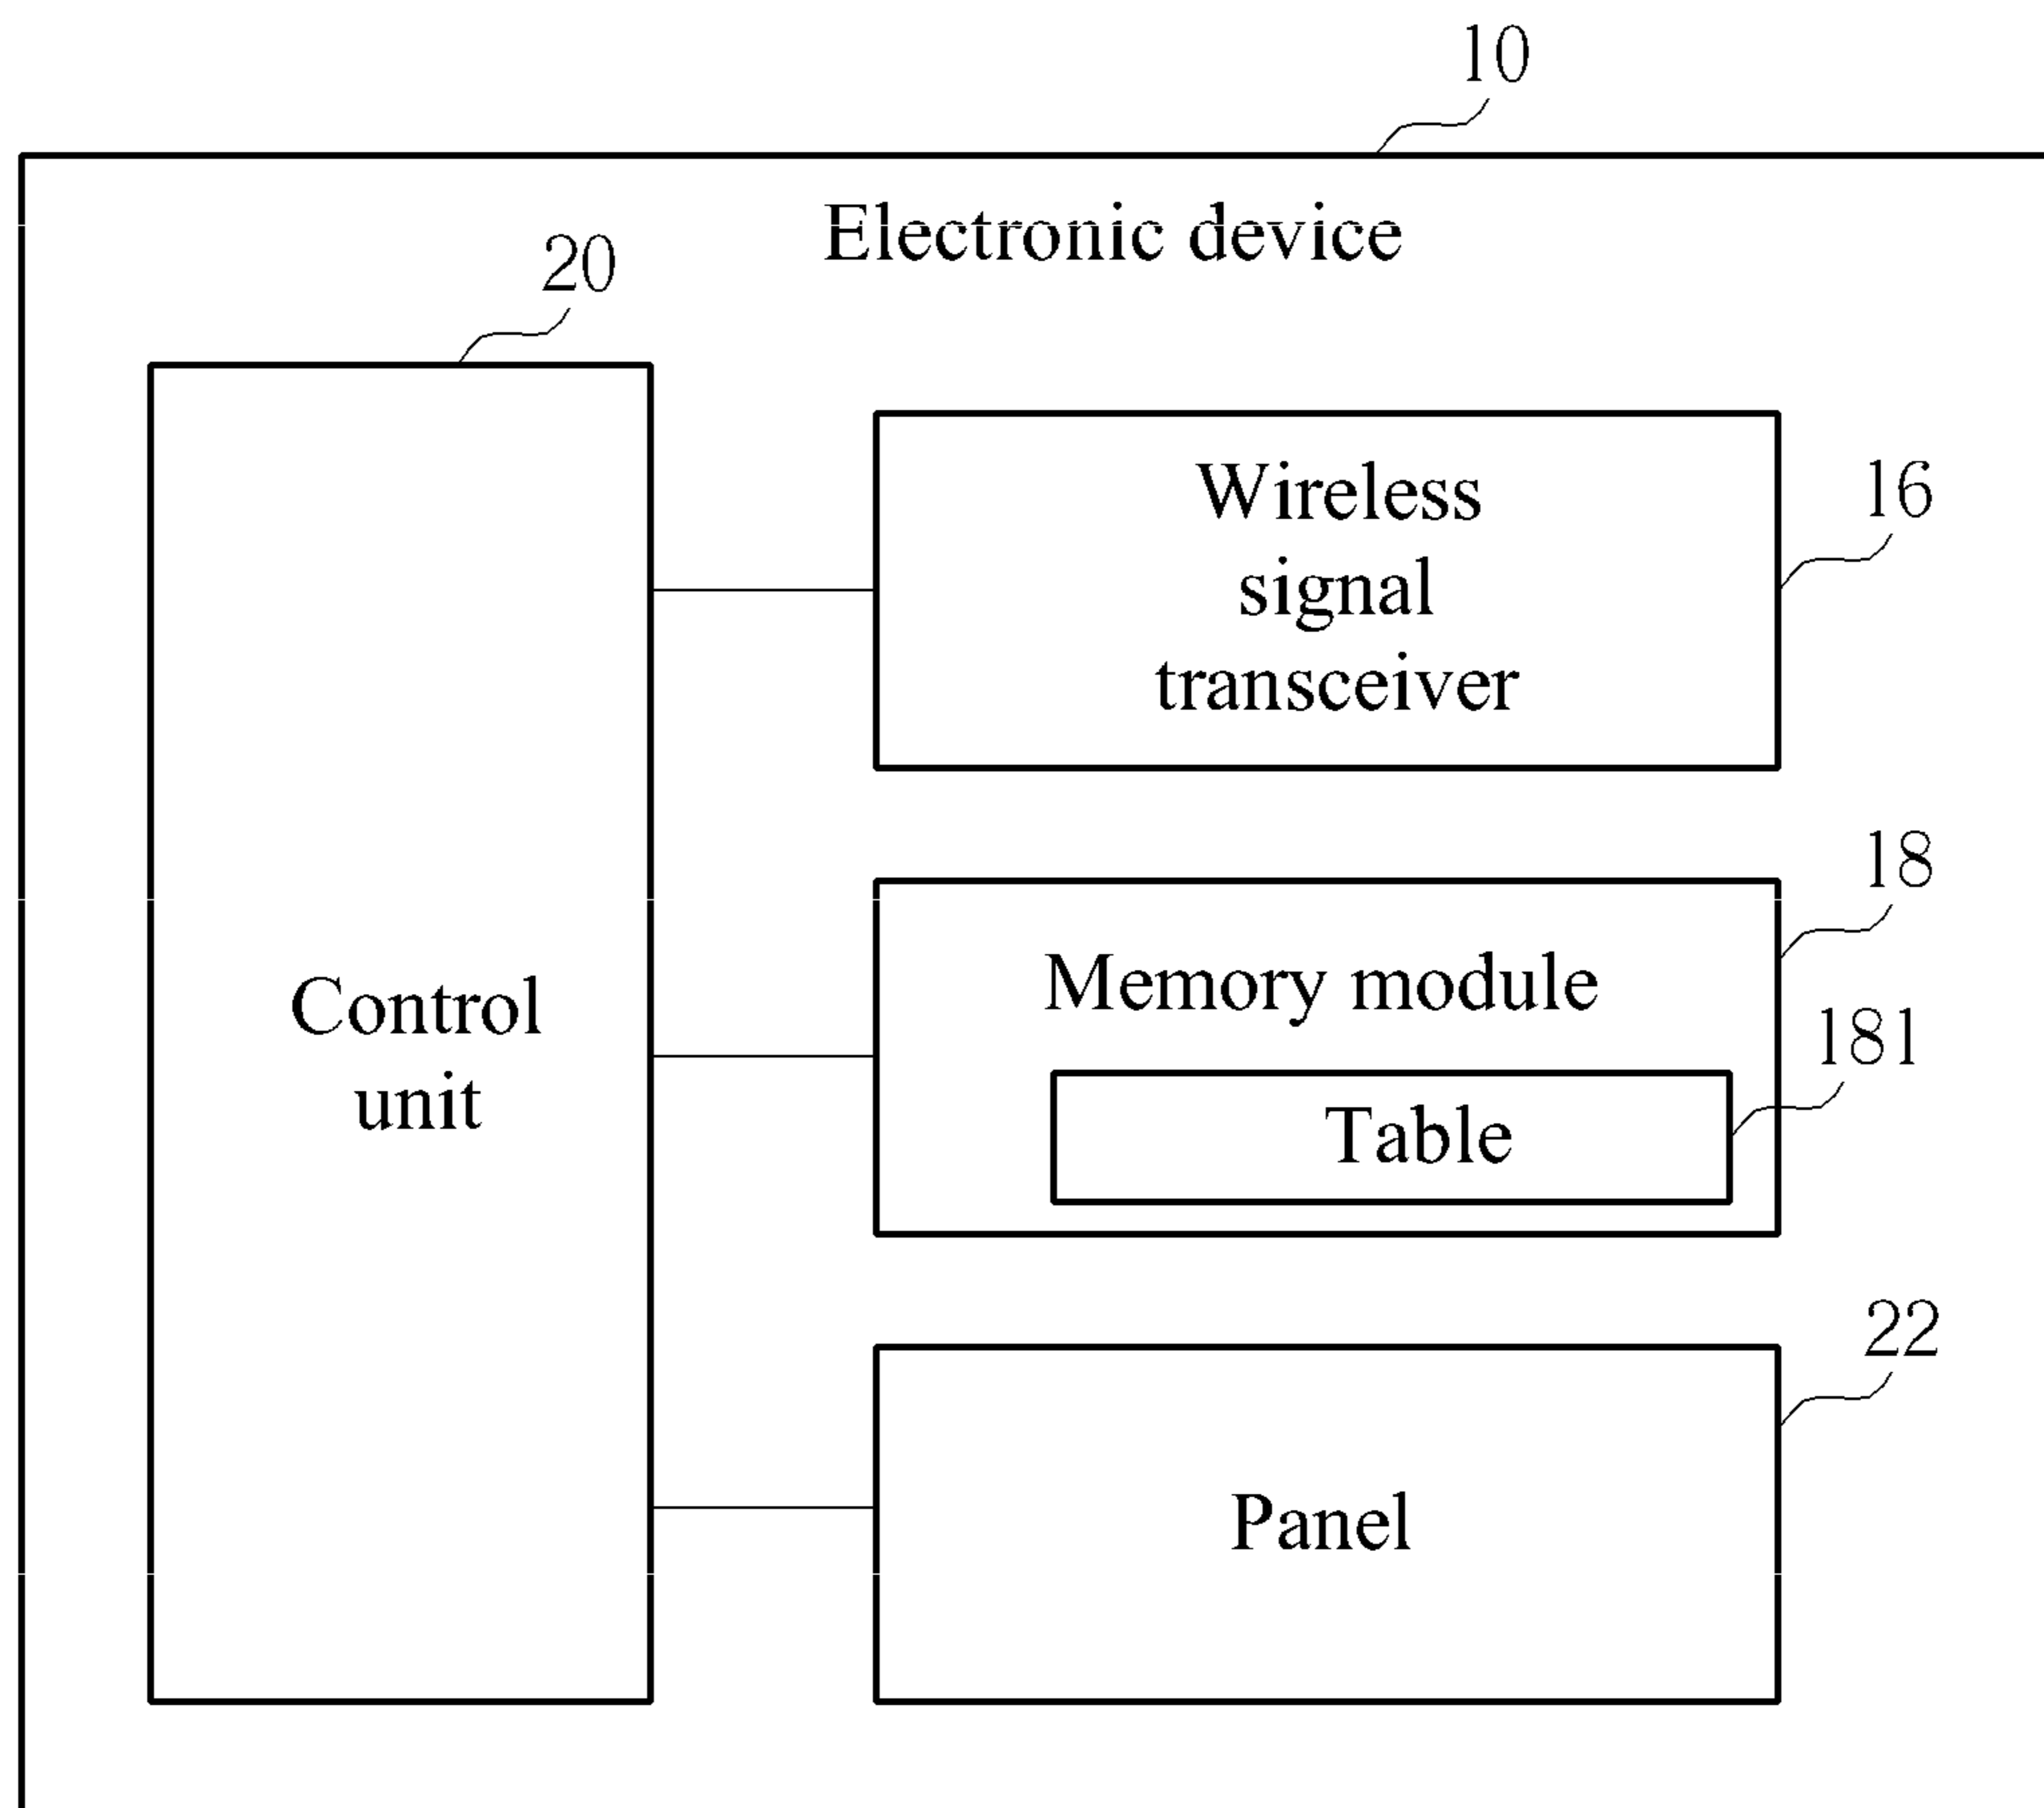 10
Electronic device
20
Wireless
signal
transceiver
16
18
Memory module
181
Table
Control
unit
22
Panel